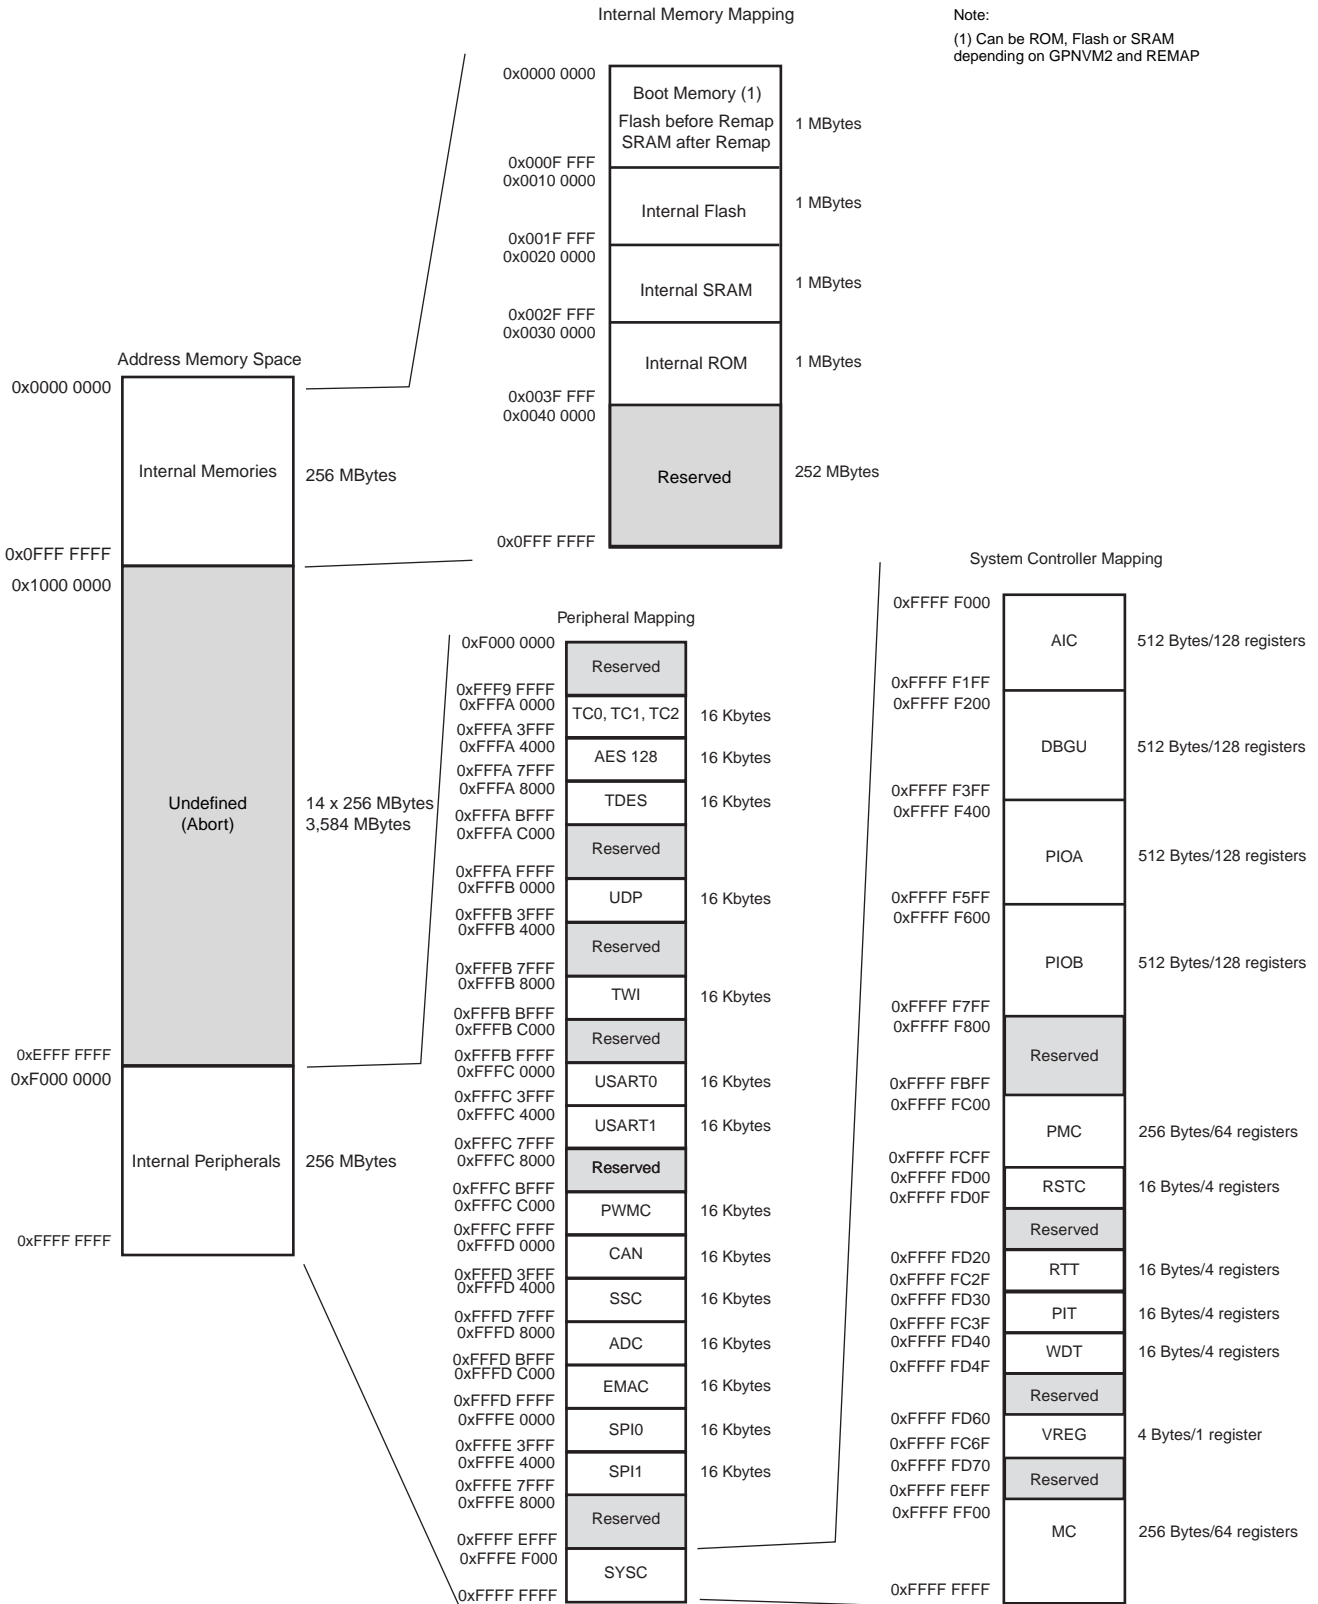 Internal Memory Mapping
Note:
(1) Can be ROM, Flash or SRAM
depending on GPNVM2 and REMAP
0x0000 0000
Boot Memory (1)
Flash before Remap
SRAM after Remap
1 MBytes
0x000F FFF
0x0010 0000
Internal Flash
1 MBytes
0x001F FFF
0x0020 0000
Internal SRAM
1 MBytes
0x002F FFF
0x0030 0000
Internal ROM
1 MBytes
0x003F FFF
0x0040 0000
Reserved
252 MBytes
0x0FFF FFFF
Address Memory Space
0x0000 0000
Internal Memories
256 MBytes
0x0FFF FFFF
0x1000 0000
Undefined
(Abort)
14 x 256 MBytes
3,584 MBytes
0xEFFF FFFF
0xF000 0000
Internal Peripherals
256 MBytes
0xFFFF FFFF
Peripheral Mapping
0xF000 0000
Reserved
0xFFF9 FFFF
0xFFFA 0000
TC0, TC1, TC2
16 Kbytes
0xFFFA 3FFF
0xFFFA 4000
AES 128
16 Kbytes
0xFFFA 7FFF
0xFFFA 8000
TDES
16 Kbytes
0xFFFA BFFF
0xFFFA C000
Reserved
0xFFFA FFFF
0xFFFB 0000
UDP
16 Kbytes
0xFFFB 3FFF
0xFFFB 4000
Reserved
0xFFFB 7FFF
0xFFFB 8000
TWI
16 Kbytes
0xFFFB BFFF
0xFFFB C000
Reserved
0xFFFB FFFF
0xFFFC 0000
USART0
16 Kbytes
0xFFFC 3FFF
0xFFFC 4000
USART1
16 Kbytes
0xFFFC 7FFF
0xFFFC 8000
Reserved
0xFFFC BFFF
0xFFFC C000
PWMC
16 Kbytes
0xFFFC FFFF
0xFFFD 0000
CAN
16 Kbytes
0xFFFD 3FFF
0xFFFD 4000
SSC
16 Kbytes
0xFFFD 7FFF
0xFFFD 8000
ADC
16 Kbytes
0xFFFD BFFF
0xFFFD C000
EMAC
16 Kbytes
0xFFFD FFFF
0xFFFE 0000
SPI0
16 Kbytes
0xFFFE 3FFF
0xFFFE 4000
SPI1
16 Kbytes
0xFFFE 7FFF
0xFFFE 8000
Reserved
0xFFFF EFFF
0xFFFE F000
SYSC
0xFFFF FFFF
System Controller Mapping
0xFFFF F000
AIC
512 Bytes/128 registers
0xFFFF F1FF
0xFFFF F200
DBGU
512 Bytes/128 registers
0xFFFF F3FF
0xFFFF F400
PIOA
512 Bytes/128 registers
0xFFFF F5FF
0xFFFF F600
PIOB
512 Bytes/128 registers
0xFFFF F7FF
0xFFFF F800
Reserved
0xFFFF FBFF
0xFFFF FC00
PMC
256 Bytes/64 registers
0xFFFF FCFF
0xFFFF FD00
RSTC
16 Bytes/4 registers
0xFFFF FD0F
Reserved
0xFFFF FD20
RTT
16 Bytes/4 registers
0xFFFF FC2F
0xFFFF FD30
PIT
16 Bytes/4 registers
0xFFFF FC3F
0xFFFF FD40
WDT
16 Bytes/4 registers
0xFFFF FD4F
Reserved
0xFFFF FD60
VREG
4 Bytes/1 register
0xFFFF FC6F
0xFFFF FD70
Reserved
0xFFFF FEFF
0xFFFF FF00
MC
256 Bytes/64 registers
0xFFFF FFFF